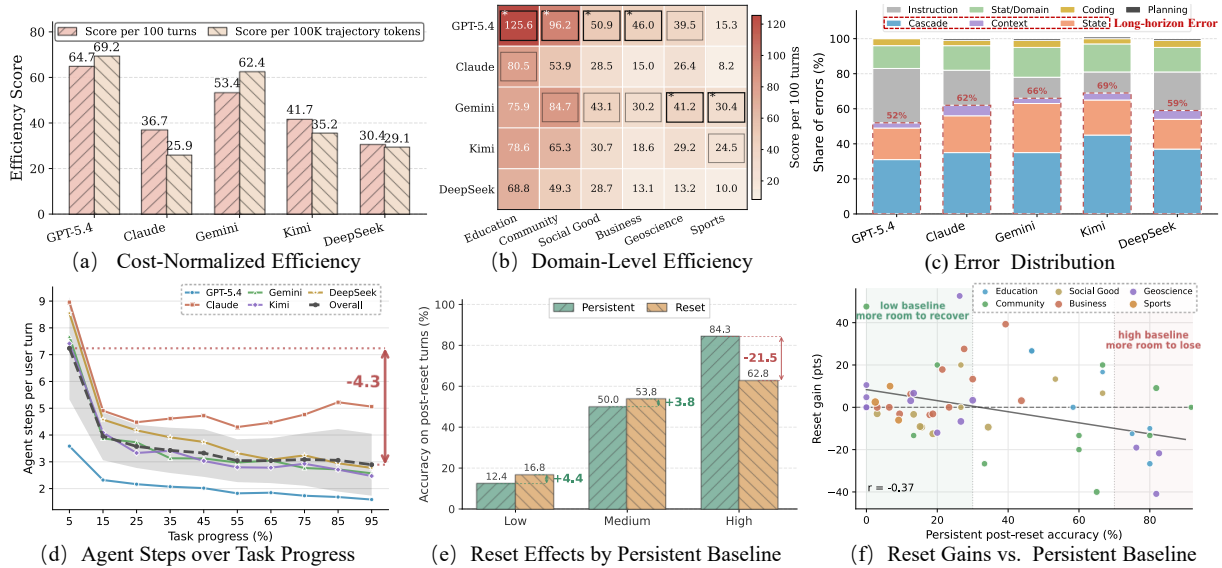 Score per 100 turns
Score per 100K trajectory tokens
Efficiency Score
80
60
40
20
0
64.7
69.2
36.7
25.9
53.4
62.4
41.7
35.2
30.4
29.1
GPT-5.4
Claude
Gemini
Kimi
DeepSeek
(a) Cost-Normalized Efficiency
GPT-5.4
* 125.6
* 96.2
* 50.9
* 46.0
39.5
15.3
Claude
80.5
53.9
28.5
15.0
26.4
8.2
Gemini
75.9
84.7
43.1
30.2
* 41.2
* 30.4
Kimi
78.6
65.3
30.7
18.6
29.2
24.5
DeepSeek
68.8
49.3
28.7
13.1
13.2
10.0
Education
Community
Social Good
Business
Geoscience
Sports
120
100
80
60
40
20
Score per 100 turns
(b) Domain-Level Efficiency
Instruction
Stat/Domain
Coding
Planning
Cascade
Context
State
Long-horizon Error
Share of errors (%)
100
80
60
40
20
0
52%
62%
66%
69%
59%
GPT-5.4
Claude
Gemini
Kimi
DeepSeek
(c) Error Distribution
GPT-5.4
Gemini
DeepSeek
Claude
Kimi
Overall
Agent steps per user turn
9
8
7
6
5
4
3
2
-4.3
5
15
25
35
45
55
65
75
85
95
Task progress (%)
(d) Agent Steps over Task Progress
Persistent
Reset
Accuracy on post-reset turns (%)
100
80
60
40
20
0
12.4
16.8
+4.4
50.0
53.8
+3.8
84.3
62.8
-21.5
Low
Medium
High
(e) Reset Effects by Persistent Baseline
Education
Social Good
Geoscience
Community
Business
Sports
low baseline
more room to recover
high baseline
more room to lose
Reset gain (pts)
40
20
0
−20
−40
r = -0.37
0
20
40
60
80
Persistent post-reset accuracy (%)
(f) Reset Gains vs. Persistent Baseline